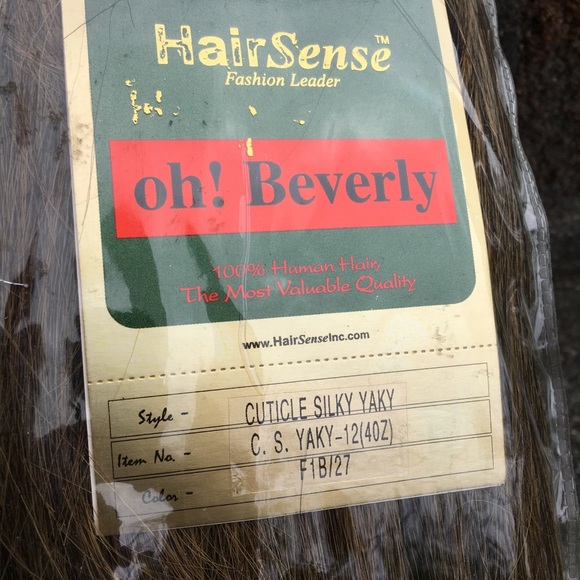 HairSense™
Fashion Leader
oh! Beverly
100% Human Hair,
The Most Valuable Quality
www.HairSenseInc.com
Style - CUTICLE SILKY YAKY
Item No. - C. S. YAKY-12(4OZ)
Color - F1B/27